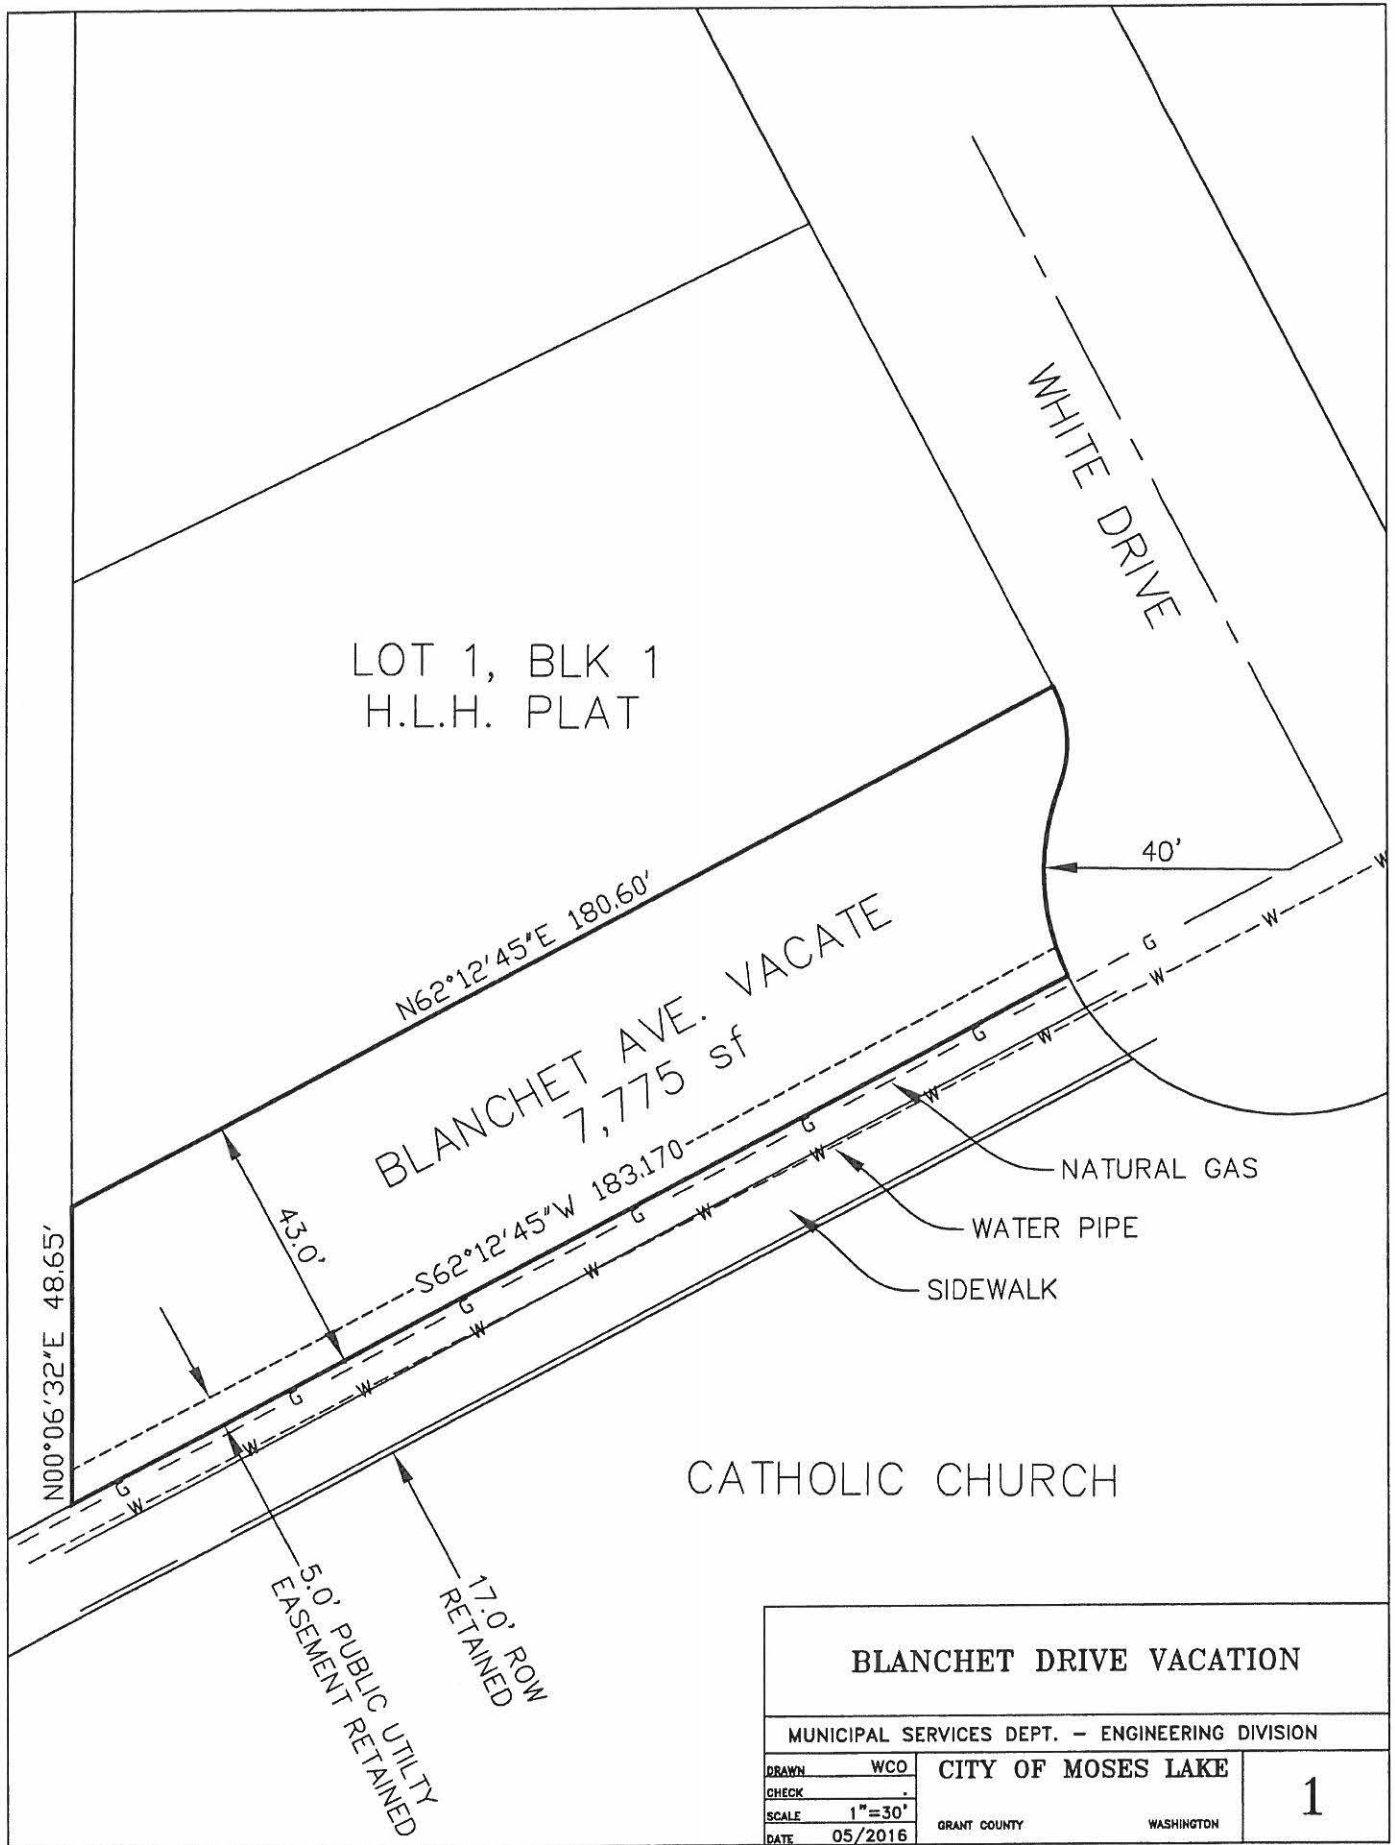 WHITE DRIVE
LOT 1, BLK 1
H.L.H. PLAT
40'
W
N62°12'45"E 180.60'
W
BLANCHET AVE. VACATE
7,775 sf
G
W
G
W
S62°12'45"W 183.170
W
G
W
NATURAL GAS
43.0'
G
W
WATER PIPE
W
SIDEWALK
G
W
N00°06'32"E 48.65'
G
W
W
G
W
CATHOLIC CHURCH
5.0' PUBLIC UTILTY
EASEMENT RETAINED
17.0' ROW
RETAINED
BLANCHET DRIVE VACATION
MUNICIPAL SERVICES DEPT. - ENGINEERING DIVISION
DRAWN WCO
CHECK .
SCALE 1"=30'
DATE 05/2016
CITY OF MOSES LAKE
GRANT COUNTY WASHINGTON
1